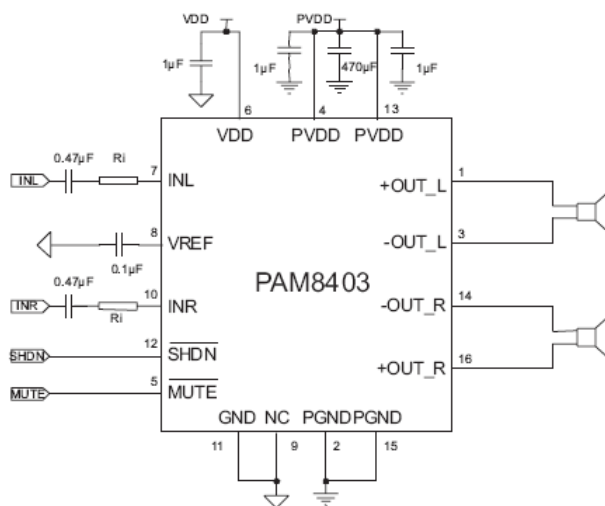 VDD
PVDD
1µF
1µF
470µF
1µF
6
4
13
VDD
PVDD
PVDD
0.47µF
Ri
INL
7
INL
+OUT_L
1
8
VREF
-OUT_L
3
0.1µF
0.47µF
PAM8403
INR
Ri
10
INR
-OUT_R
14
SHDN
12
SHDN
+OUT_R
16
MUTE
5
MUTE
GND
NC
PGND
PGND
11
9
2
15